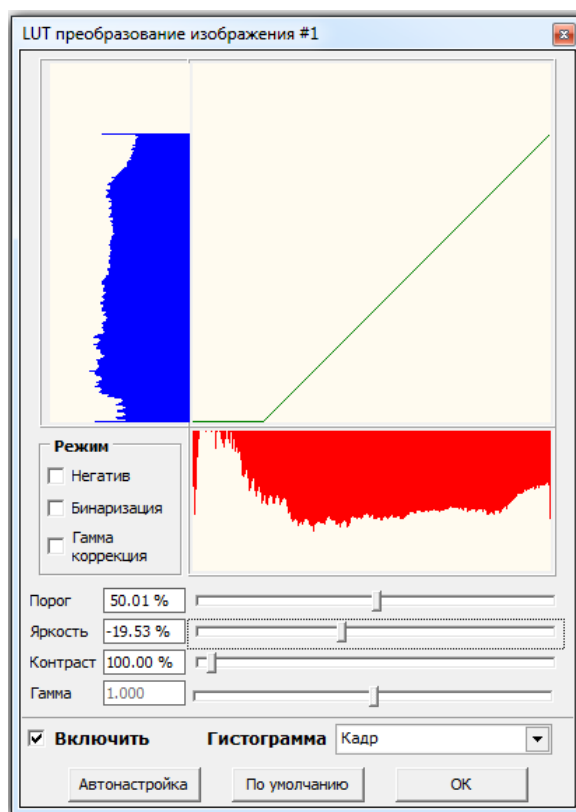 LUT преобразование изображения #1
Режим
Негатив
Бинаризация
Гамма
коррекция
Порог 50.01 %
Яркость -19.53 %
Контраст 100.00 %
Гамма 1.000
Включить Гистограмма Кадр
Автонастройка По умолчанию OK